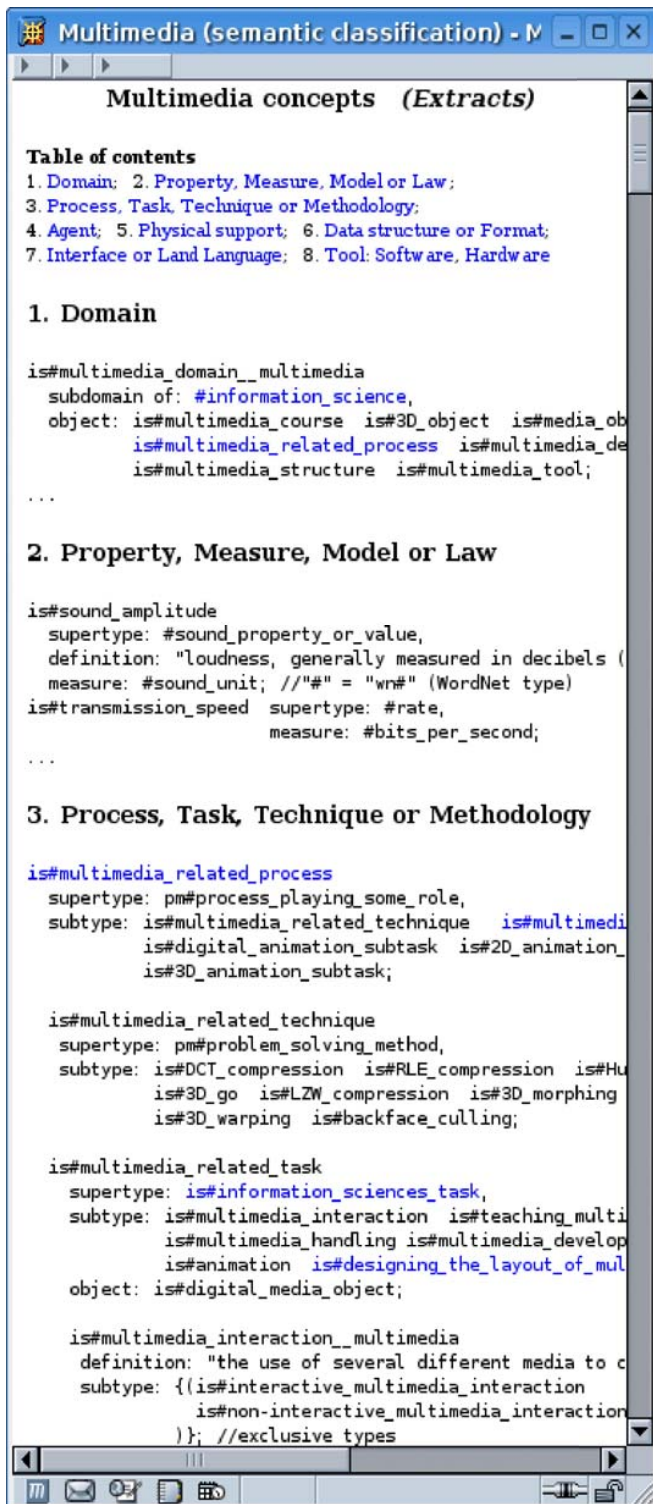 Multimedia (semantic classification) - M
Multimedia concepts (Extracts)
Table of contents
1. Domain; 2. Property, Measure, Model or Law;
3. Process, Task, Technique or Methodology;
4. Agent; 5. Physical support; 6. Data structure or Format;
7. Interface or Land Language; 8. Tool: Software, Hardware
1. Domain
is#multimedia_domain__multimedia
subdomain of: #information_science,
object: is#multimedia_course is#3D_object is#media_ob
is#multimedia_related_process is#multimedia_de
is#multimedia_structure is#multimedia_tool;
...
2. Property, Measure, Model or Law
is#sound_amplitude
supertype: #sound_property_or_value,
definition: "loudness, generally measured in decibels (
measure: #sound_unit; //"#" = "wn#" (WordNet type)
is#transmission_speed supertype: #rate,
measure: #bits_per_second;
...
3. Process, Task, Technique or Methodology
is#multimedia_related_process
supertype: pm#process_playing_some_role,
subtype: is#multimedia_related_technique is#multimedi
is#digital_animation_subtask is#2D_animation_
is#3D_animation_subtask;
is#multimedia_related_technique
supertype: pm#problem_solving_method,
subtype: is#DCT_compression is#RLE_compression is#Hu
is#3D_go is#LZW_compression is#3D_morphing
is#3D_warping is#backface_culling;
is#multimedia_related_task
supertype: is#information_sciences_task,
subtype: is#multimedia_interaction is#teaching_multi
is#multimedia_handling is#multimedia_develop
is#animation is#designing_the_layout_of_mul
object: is#digital_media_object;
is#multimedia_interaction__multimedia
definition: "the use of several different media to c
subtype: {(is#interactive_multimedia_interaction
is#non-interactive_multimedia_interaction
)}; //exclusive types